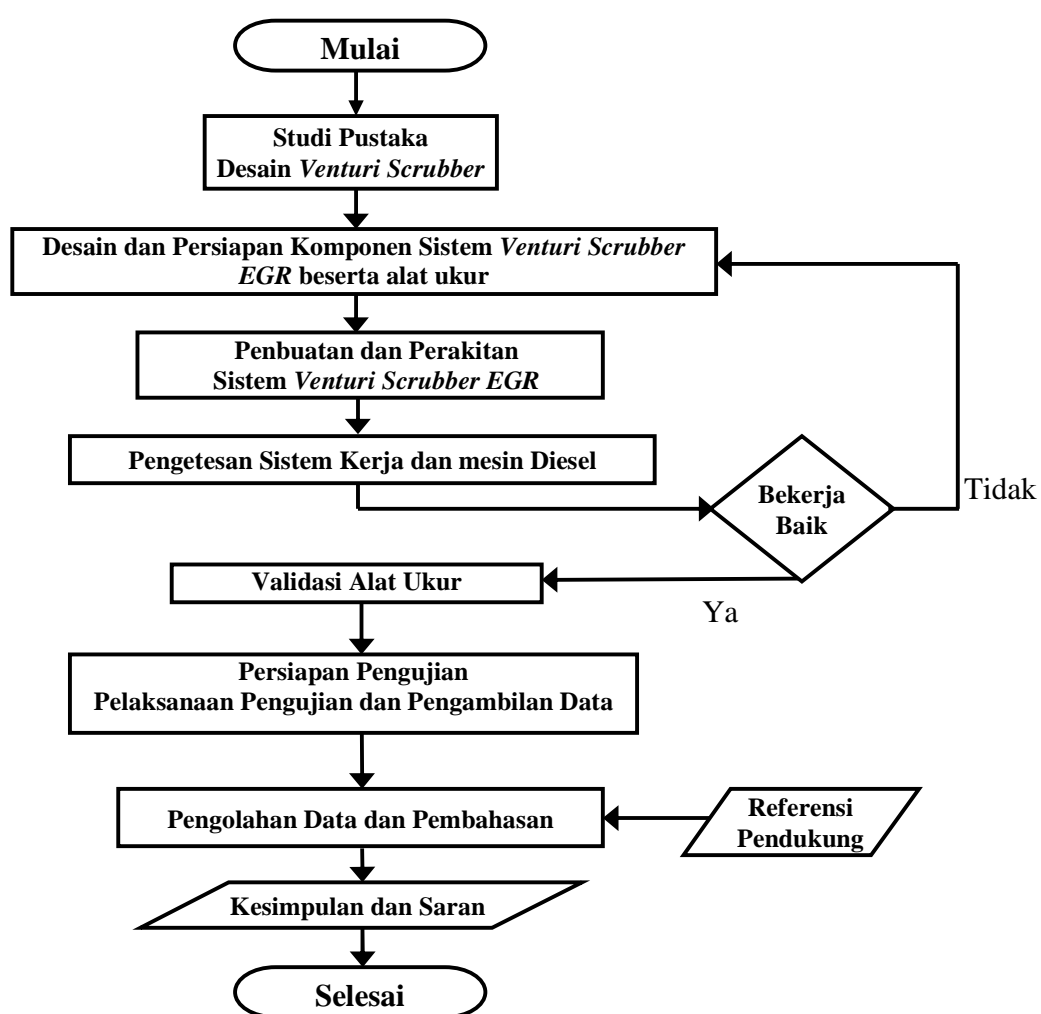 Mulai
Studi Pustaka
Desain Venturi Scrubber
Desain dan Persiapan Komponen Sistem Venturi Scrubber
EGR beserta alat ukur
Penbuatan dan Perakitan
Sistem Venturi Scrubber EGR
Pengetesan Sistem Kerja dan mesin Diesel
Bekerja
Baik
Tidak
Ya
Validasi Alat Ukur
Persiapan Pengujian
Pelaksanaan Pengujian dan Pengambilan Data
Pengolahan Data dan Pembahasan
Referensi
Pendukung
Kesimpulan dan Saran
Selesai